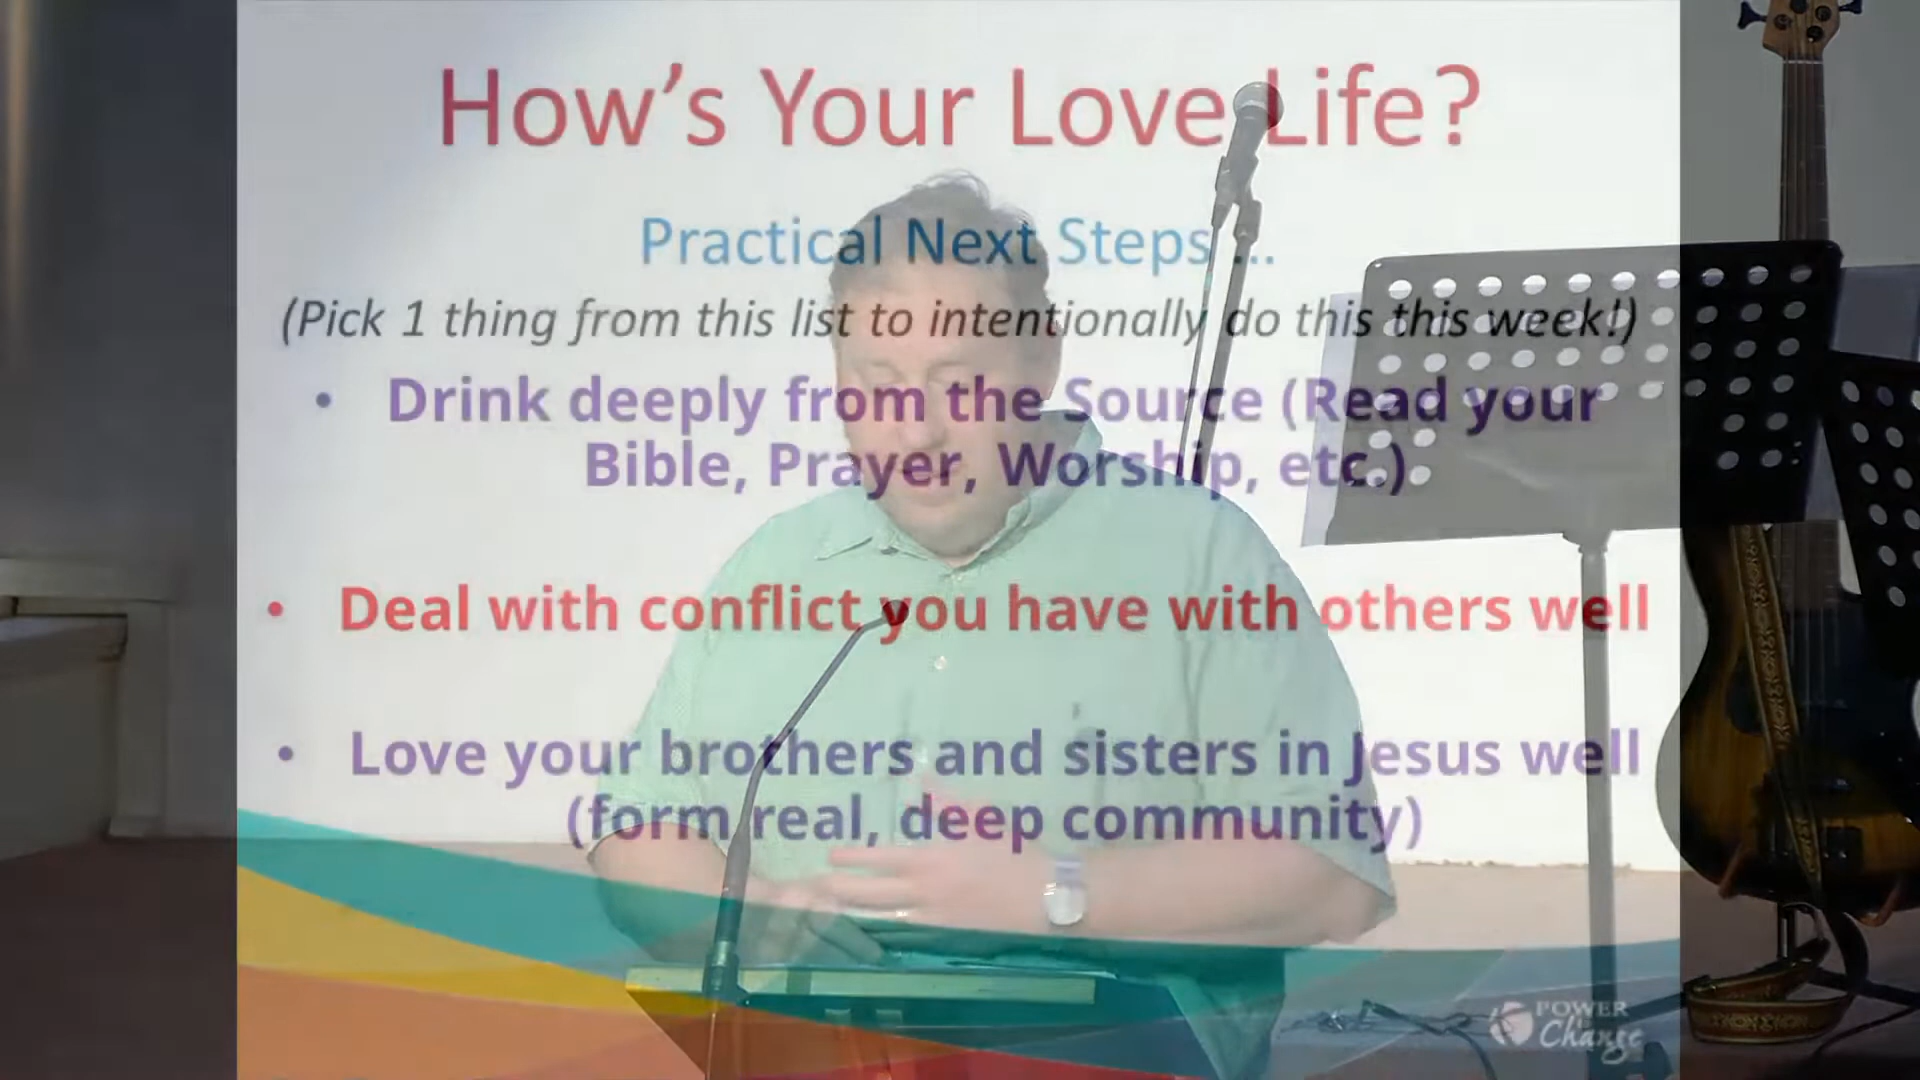 How's Your Love Life?
Practical Next Steps ...
(Pick 1 thing from this list to intentionally do this this week!)
• Drink deeply from the Source (Read your
Bible, Prayer, Worship, etc.)
• Deal with conflict you have with others well
• Love your brothers and sisters in Jesus well
(form real, deep community)
POWER
Change